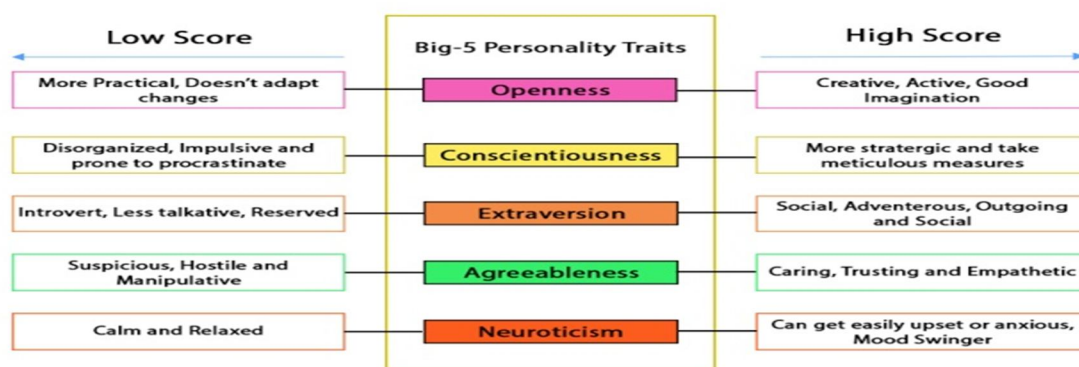 Low Score
Big-5 Personality Traits
High Score
More Practical, Doesn't adapt
changes
Openness
Creative, Active, Good
Imagination
Disorganized, Impulsive and
prone to procrastinate
Conscientiousness
More stratergic and take
meticulous measures
Introvert, Less talkative, Reserved
Extraversion
Social, Adventerous, Outgoing
and Social
Suspicious, Hostile and
Manipulative
Agreeableness
Caring, Trusting and Empathetic
Calm and Relaxed
Neuroticism
Can get easily upset or anxious,
Mood Swinger